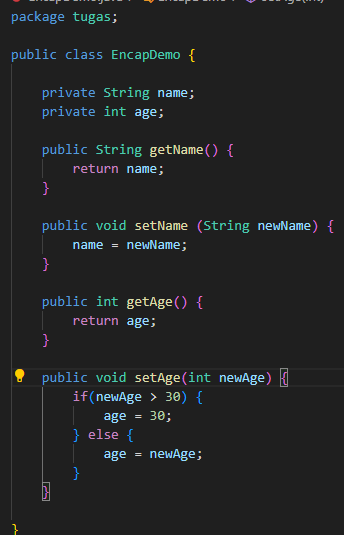 package tugas;
public class EncapDemo {
private String name;
private int age;
public String getName() {
return name;
}
public void setName (String newName) {
name = newName;
}
public int getAge() {
return age;
}
public void setAge(int newAge) {
if(newAge > 30) {
age = 30;
} else {
age = newAge;
}
}
}